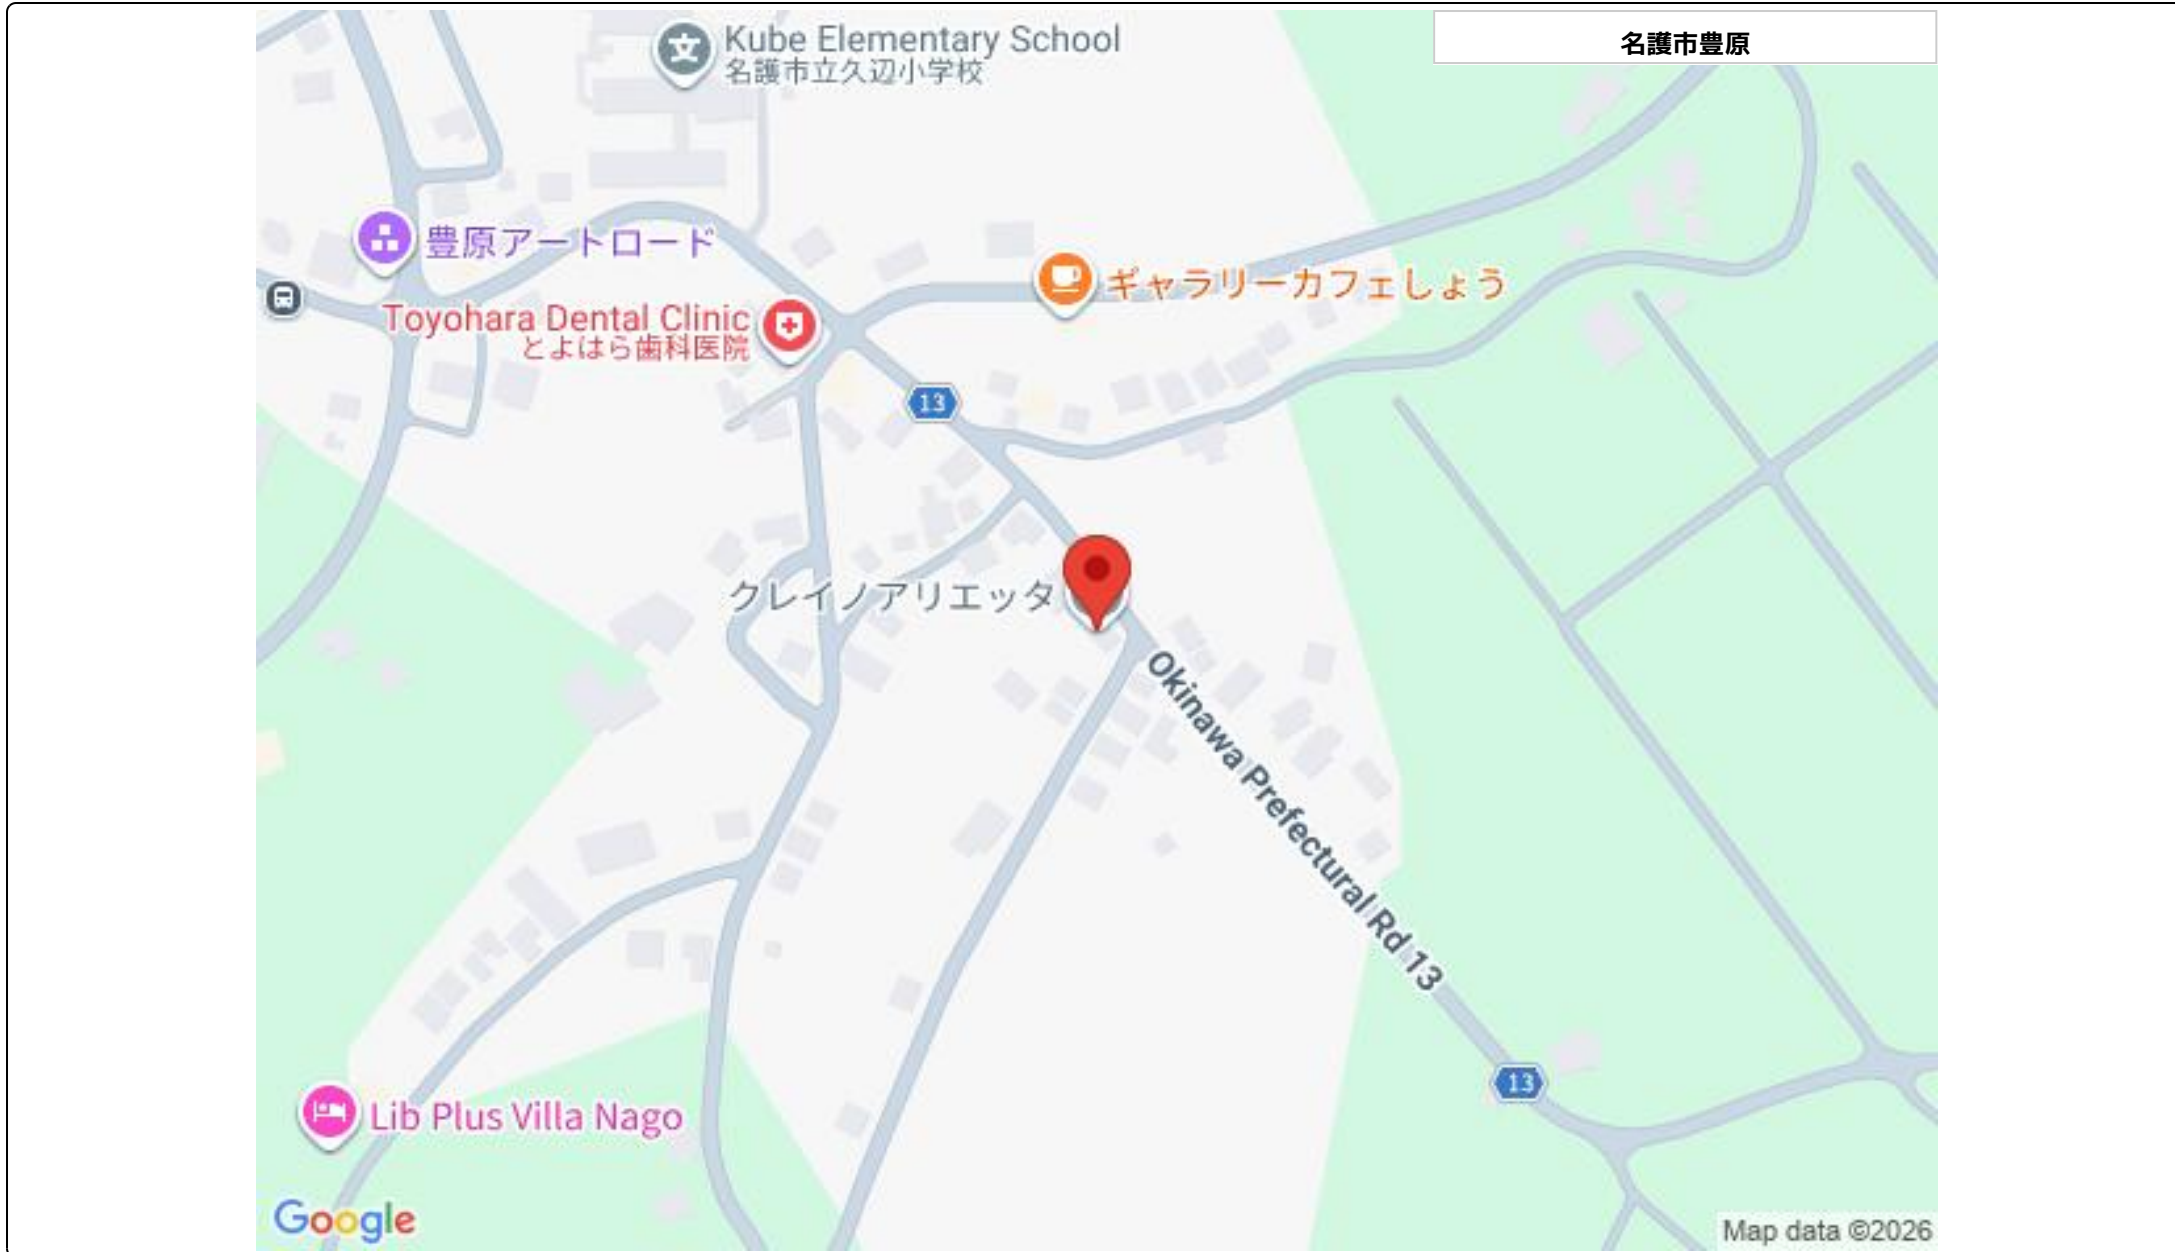 Kube Elementary School
名護市立久辺小学校
名護市豊原
豊原アートロード
ギャラリーカフェしょう
Toyohara Dental Clinic
とよはら歯科医院
13
クレイノアリエッタ
Okinawa Prefectural Rd 13
13
Lib Plus Villa Nago
Google
Map data ©2026